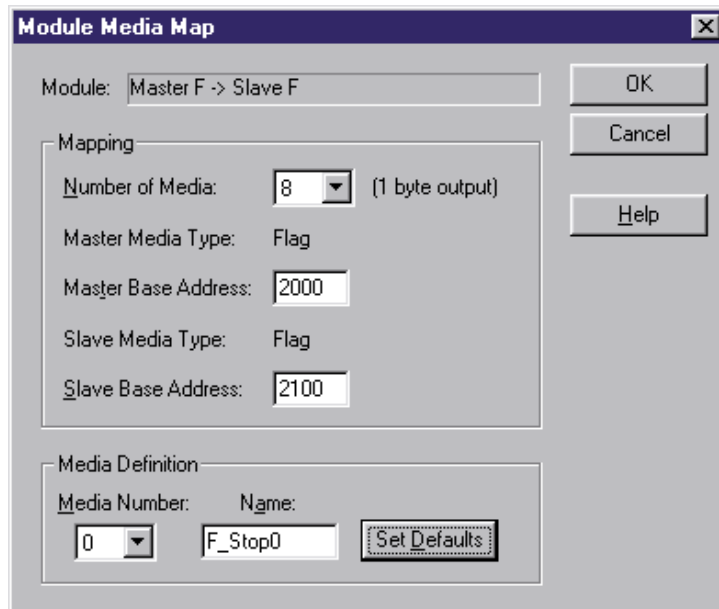 Module Media Map
Module: Master F -> Slave F
OK
Cancel
Help
Mapping
Number of Media: 8 (1 byte output)
Master Media Type: Flag
Master Base Address: 2000
Slave Media Type: Flag
Slave Base Address: 2100
Media Definition
Media Number: Name:
0 F_Stop0 Set Defaults